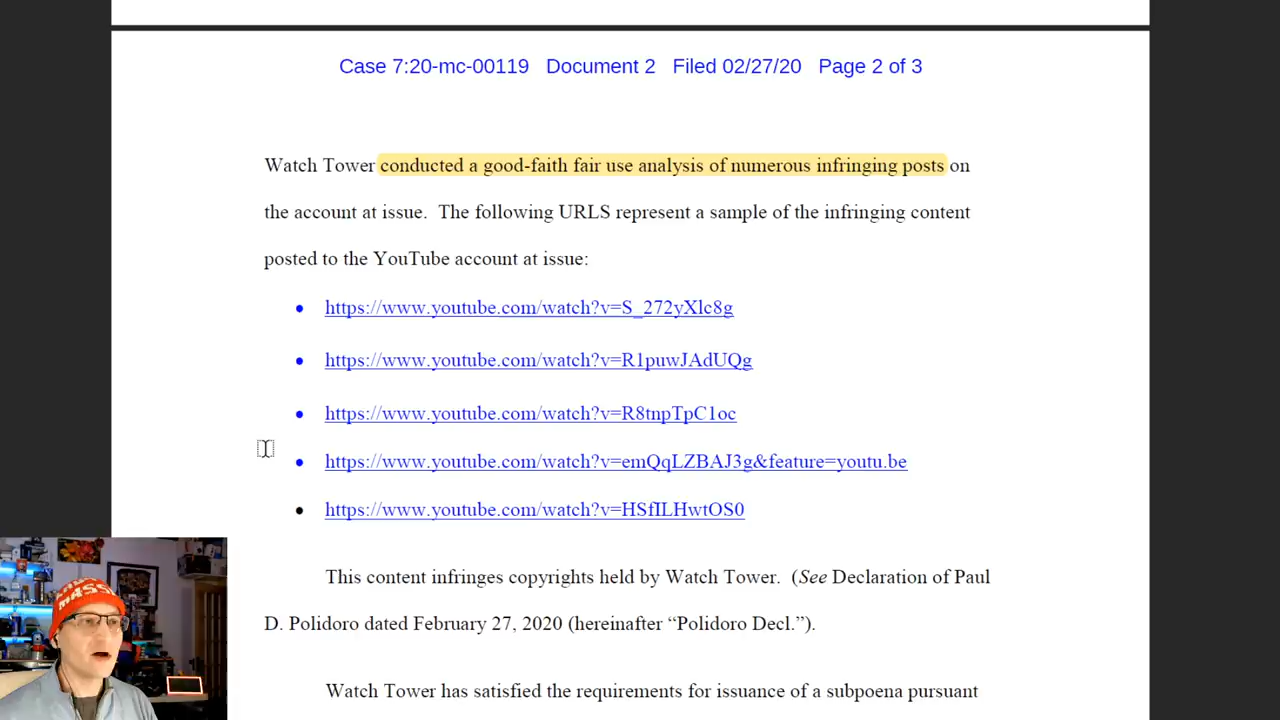 Case 7:20-mc-00119 Document 2 Filed 02/27/20 Page 2 of 3
Watch Tower conducted a good-faith fair use analysis of numerous infringing posts on
the account at issue. The following URLS represent a sample of the infringing content
posted to the YouTube account at issue:
• https://www.youtube.com/watch?v=S_272yXlc8g
• https://www.youtube.com/watch?v=R1puwJAdUQg
• https://www.youtube.com/watch?v=R8tnpTpC1oc
• https://www.youtube.com/watch?v=emQqLZBAJ3g&feature=youtu.be
• https://www.youtube.com/watch?v=HSfILHwtOS0
This content infringes copyrights held by Watch Tower. (See Declaration of Paul
D. Polidoro dated February 27, 2020 (hereinafter “Polidoro Decl.”).
Watch Tower has satisfied the requirements for issuance of a subpoena pursuant